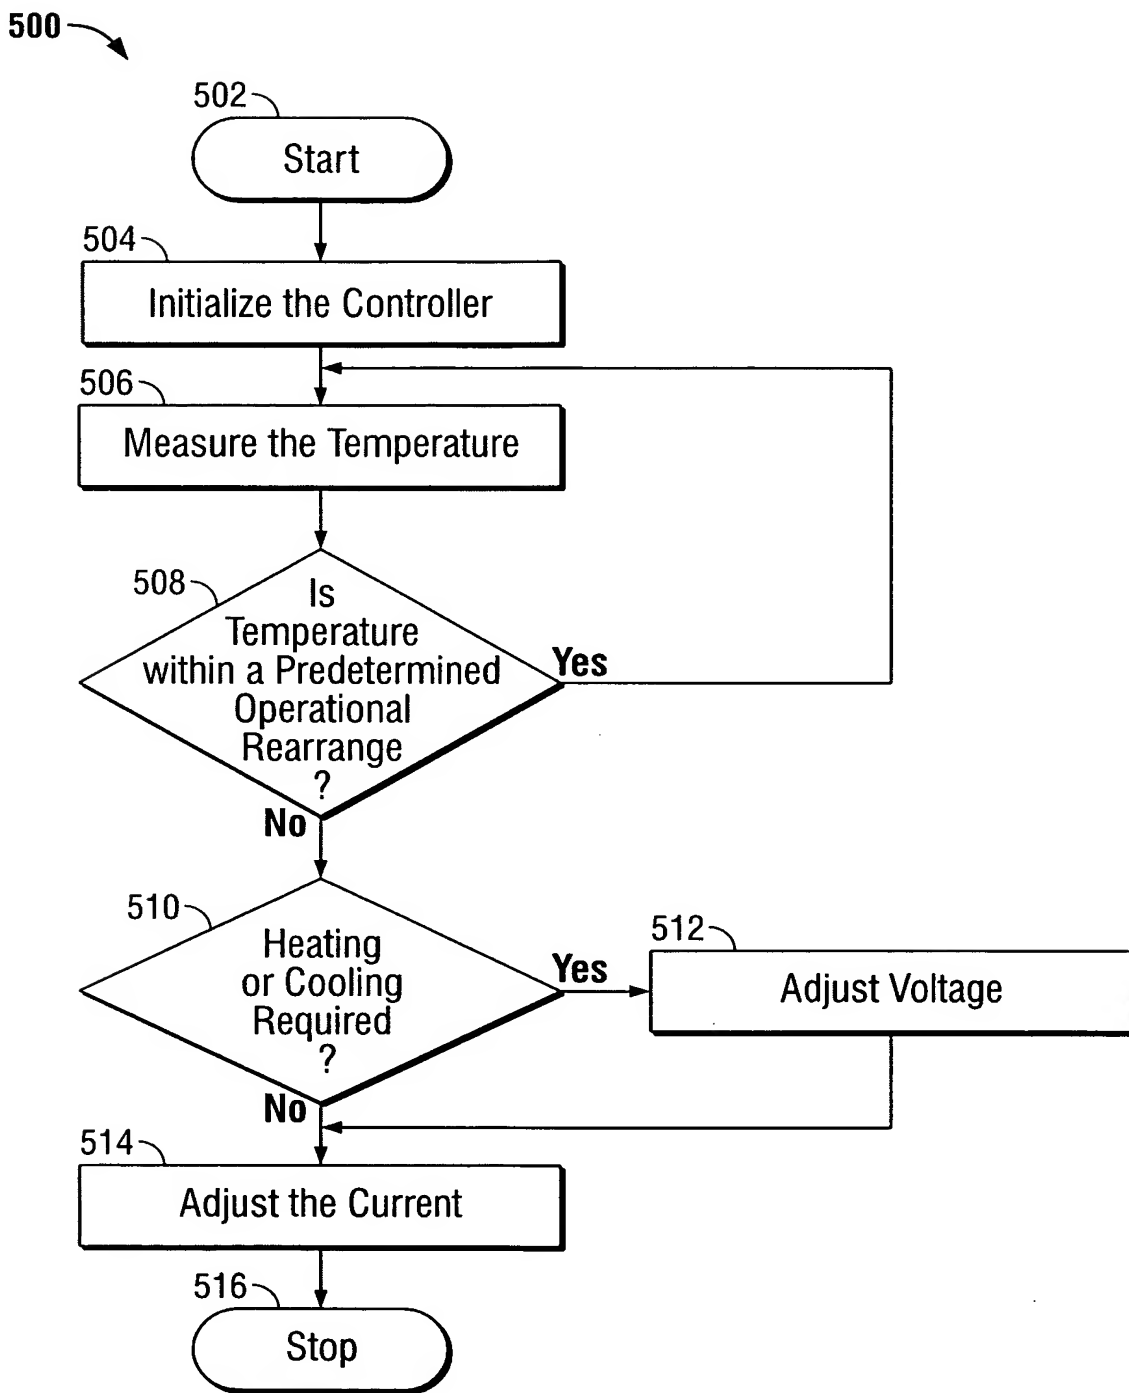 500
502
Start
504
Initialize the Controller
506
Measure the Temperature
508
Is
Temperature
within a Predetermined
Operational
Rearrange
?
Yes
No
510
Heating
or Cooling
Required
?
Yes
512
Adjust Voltage
No
514
Adjust the Current
516
Stop